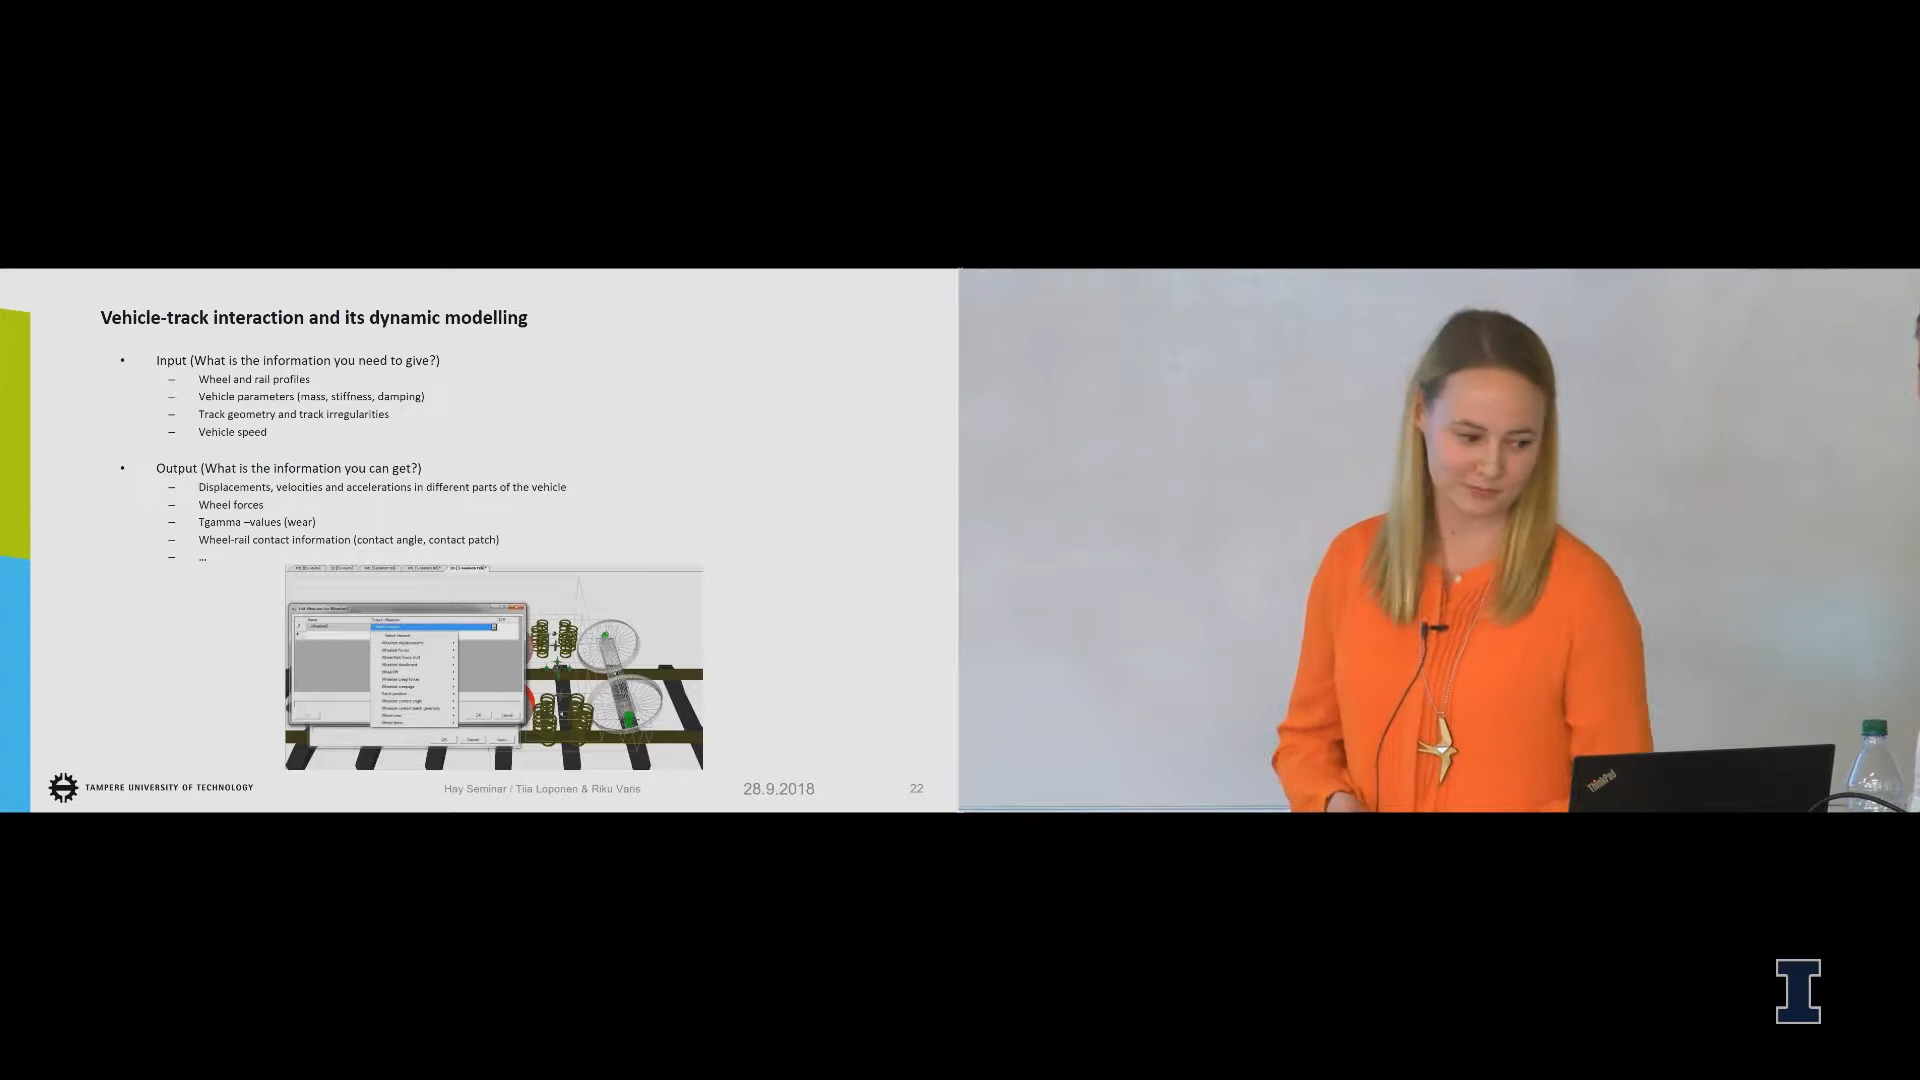 Vehicle-track interaction and its dynamic modelling
• Input (What is the information you need to give?)
– Wheel and rail profiles
– Vehicle parameters (mass, stiffness, damping)
– Track geometry and track irregularities
– Vehicle speed
• Output (What is the information you can get?)
– Displacements, velocities and accelerations in different parts of the vehicle
– Wheel forces
– Tgamma –values (wear)
– Wheel-rail contact information (contact angle, contact patch)
– ...
TAMPERE UNIVERSITY OF TECHNOLOGY
Hay Seminar / Tiia Loponen & Riku Varis
28.9.2018
22
ThinkPad
I